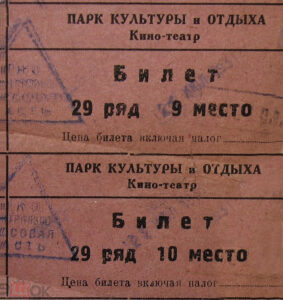 ПАРК КУЛЬТУРЫ и ОТДЫХА
Кино-театр
Билет
29 ряд 9 место
Цена билета включая налог
ПАРК КУЛЬТУРЫ и ОТДЫХА
Кино-театр
Билет
29 ряд 10 место
Цена билета включая налог